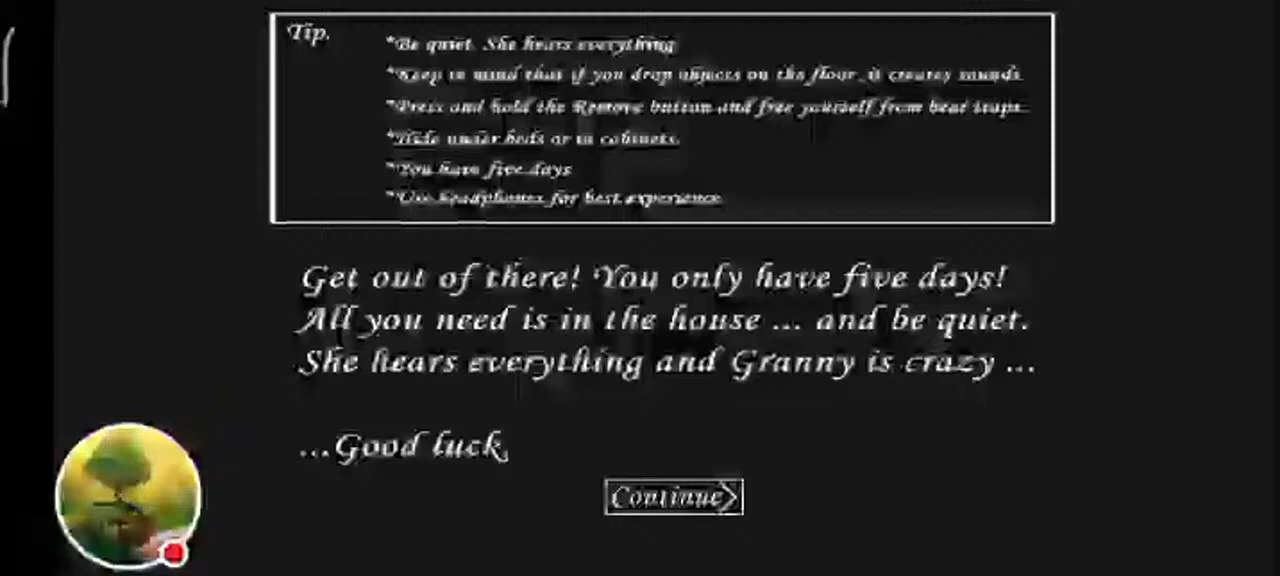 Tip.
*Be quiet. She hears everything
*Keep in mind that if you drop objects on the floor, it creates sounds.
*Press and hold the Remove button and free yourself from bear traps.
*Hide under beds or in cabinets.
*You have five days
*Use headphones for best experience
Get out of there! You only have five days!
All you need is in the house ... and be quiet.
She hears everything and Granny is crazy ...
...Good luck.
Continue>